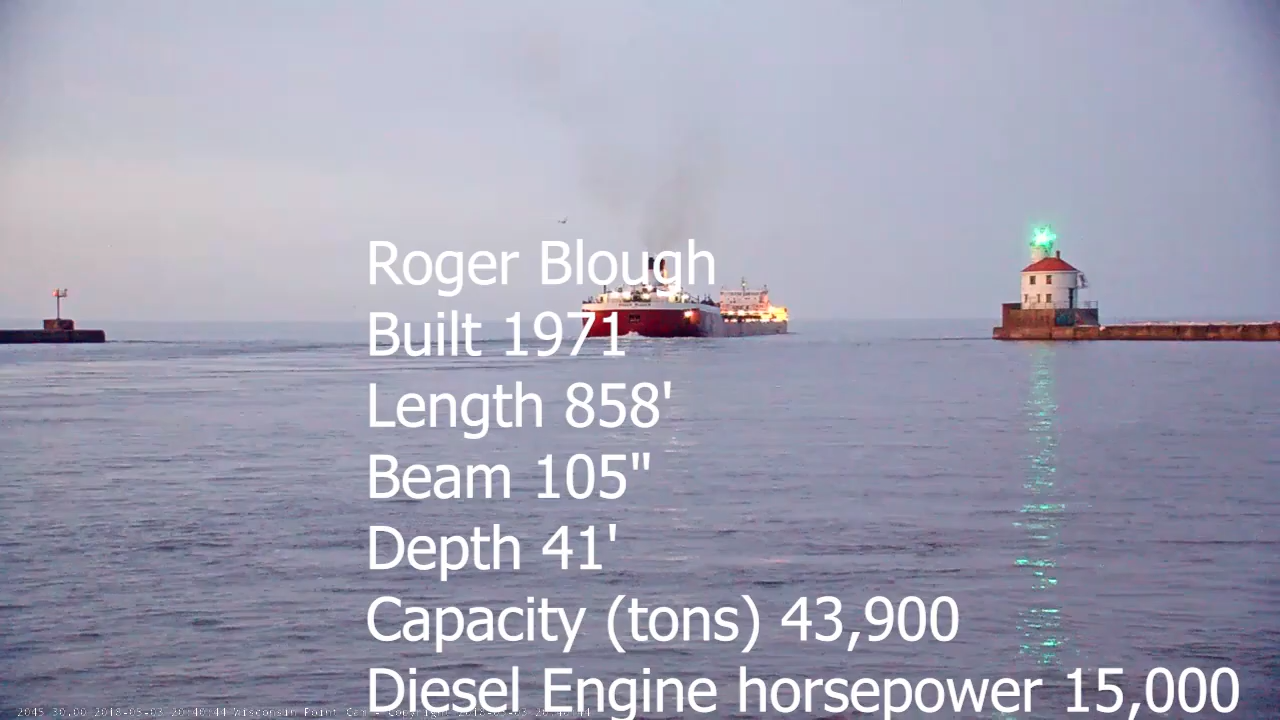 Roger Blough
Built 1971
Length 858'
Beam 105"
Depth 41'
Capacity (tons) 43,900
Diesel Engine horsepower 15,000